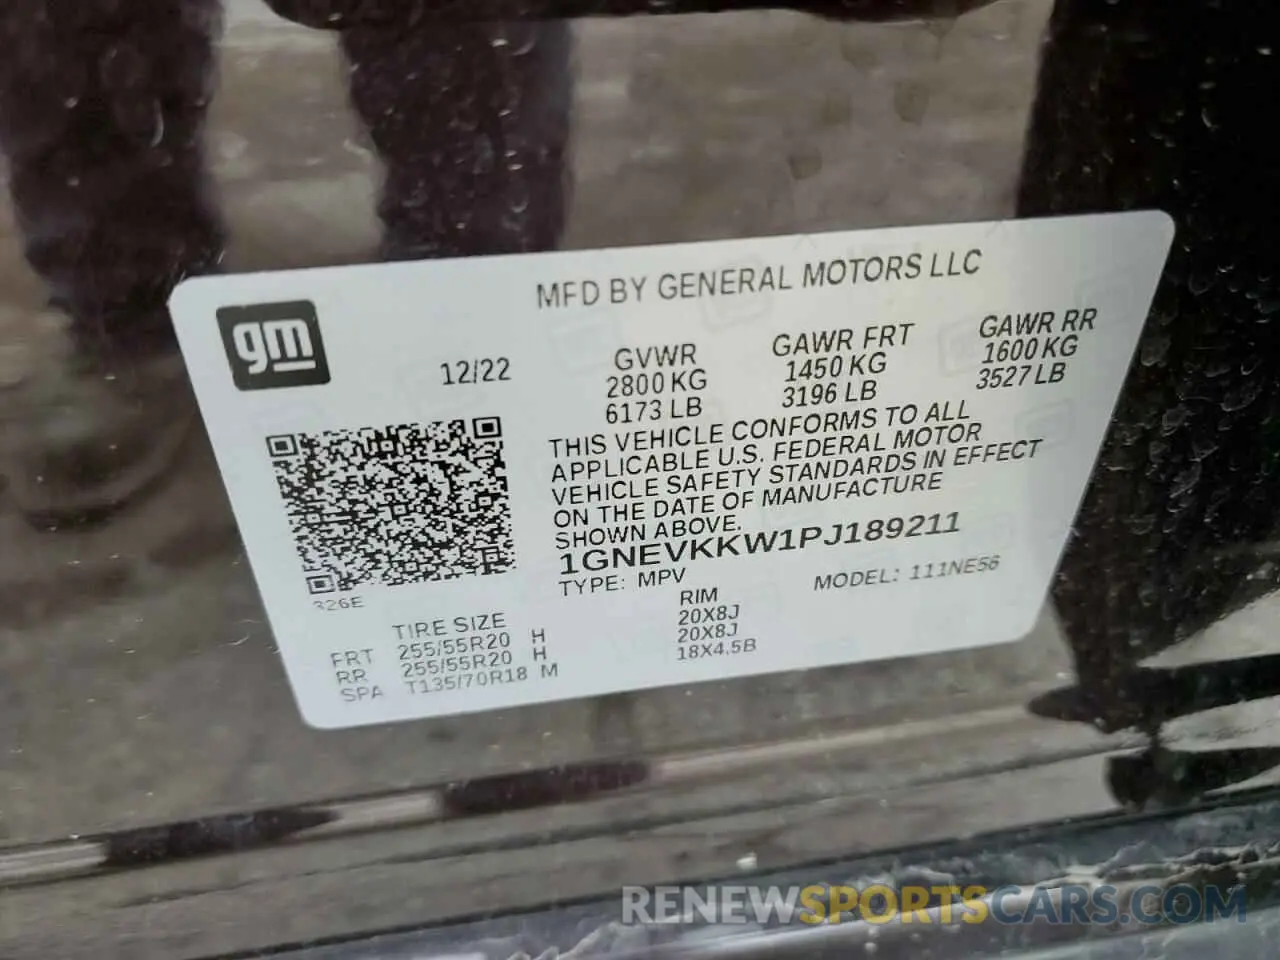 MFD BY GENERAL MOTORS LLC
gm
12/22
GVWR GAWR FRT GAWR RR
2800 KG 1450 KG 1600 KG
6173 LB 3196 LB 3527 LB
THIS VEHICLE CONFORMS TO ALL
APPLICABLE U.S. FEDERAL MOTOR
VEHICLE SAFETY STANDARDS IN EFFECT
ON THE DATE OF MANUFACTURE
SHOWN ABOVE.
1GNEVKKW1PJ189211
TYPE: MPV MODEL: 111NE56
326E
TIRE SIZE RIM
FRT 255/55R20 H 20X8J
RR 255/55R20 H 20X8J
SPA T135/70R18 M 18X4.5B
RENEWSPORTSCARS.COM